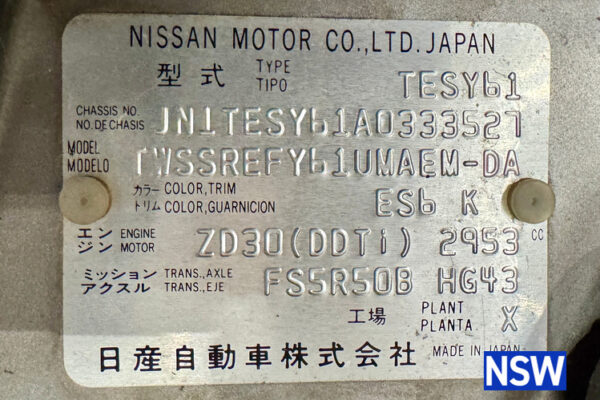 NISSAN MOTOR CO.,LTD. JAPAN
型式 TYPE TIPO TESY61
CHASSIS NO. NO. DE CHASIS JN1TESY61A0333527
MODEL MODELO TWSSREFY61UMAEM-DA
カラー COLOR,TRIM
トリム COLOR,GUARNICION ES6 K
エンジン ENGINE MOTOR ZD30(DDTi) 2953 CC
ミッション TRANS.,AXLE
アクスル TRANS.,EJE FS5R50B HG43
工場 PLANT PLANTA X
日産自動車株式会社 MADE IN JAPAN
NSW